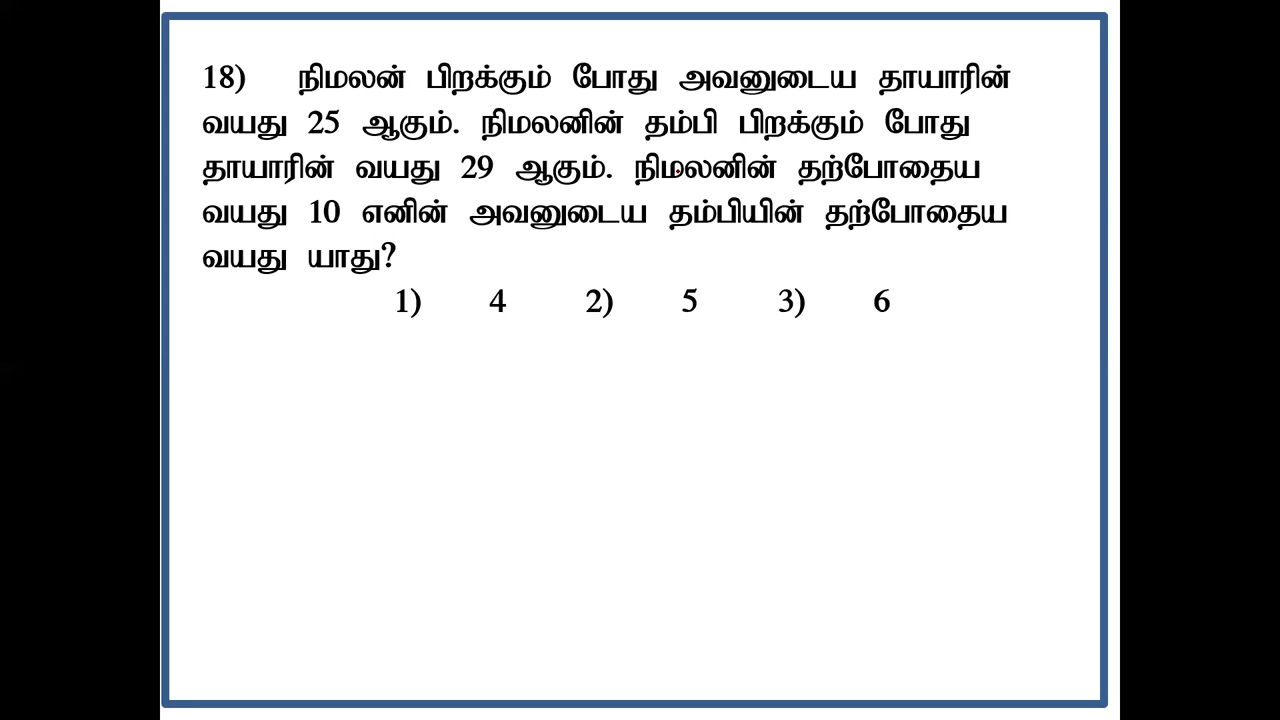 18) நிமலன் பிறக்கும் போது அவனுடைய தாயாரின்
வயது 25 ஆகும். நிமலனின் தம்பி பிறக்கும் போது
தாயாரின் வயது 29 ஆகும். நிமலனின் தற்போதைய
வயது 10 எனின் அவனுடைய தம்பியின் தற்போதைய
வயது யாது?
1) 4 2) 5 3) 6